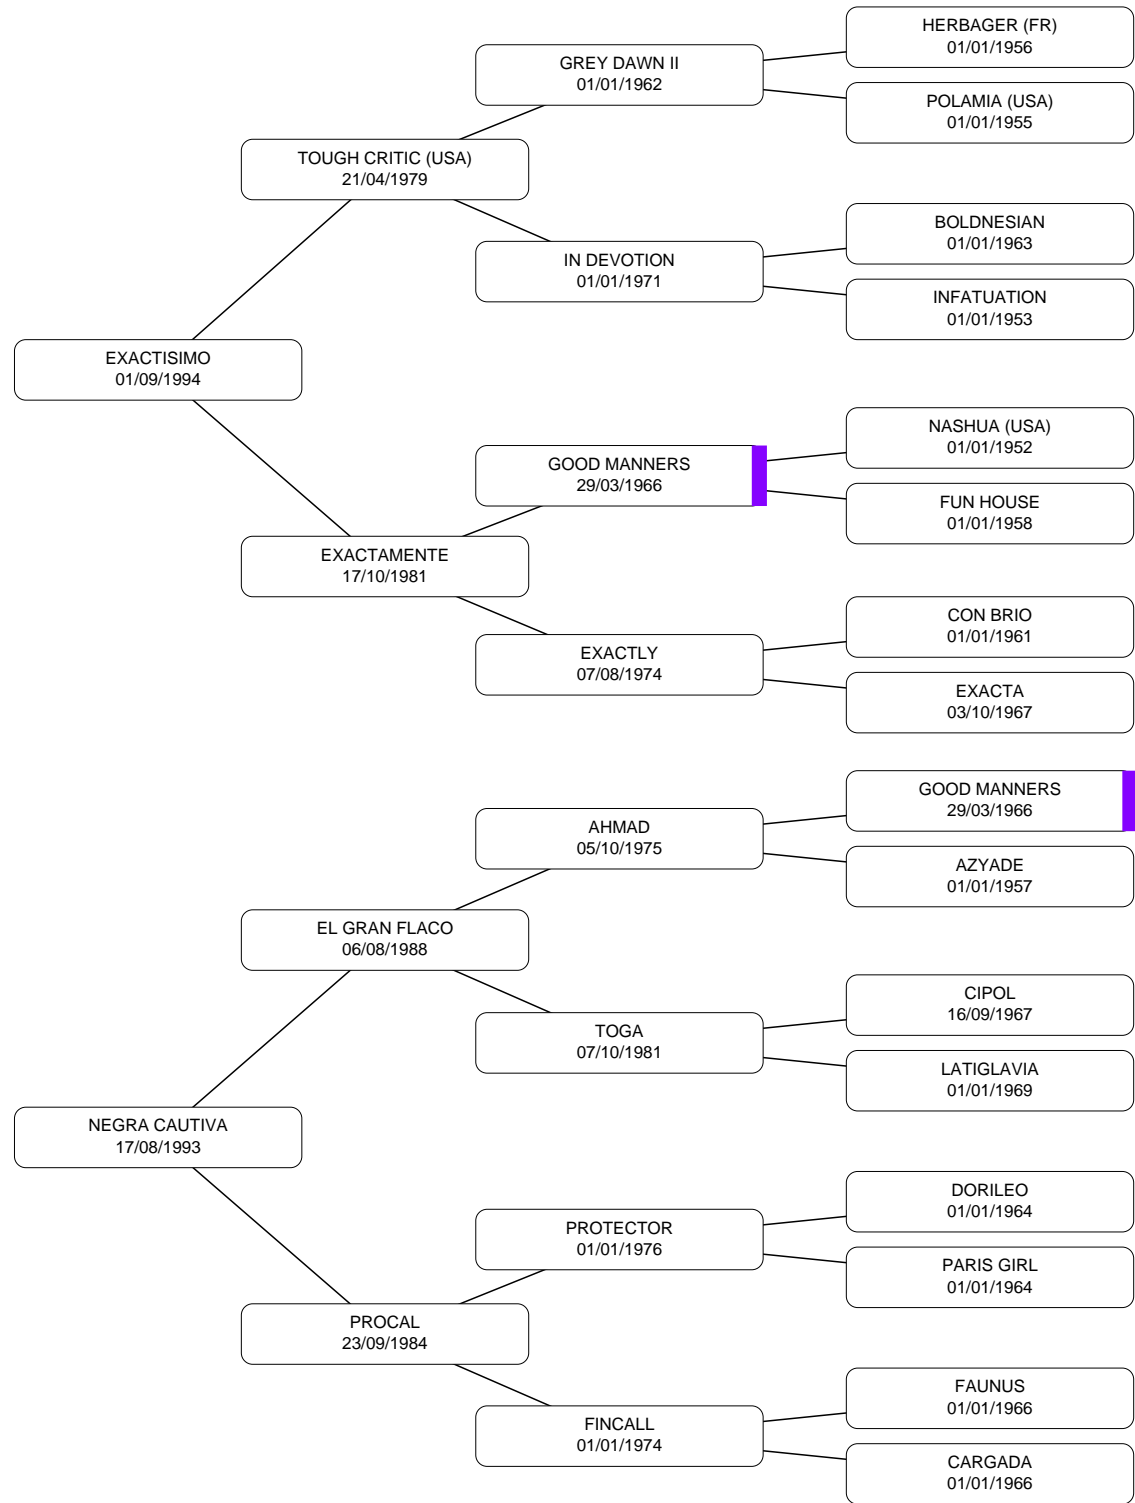 HERBAGER (FR)
01/01/1956
GREY DAWN II
01/01/1962
POLAMIA (USA)
01/01/1955
TOUGH CRITIC (USA)
21/04/1979
BOLDNESIAN
01/01/1963
IN DEVOTION
01/01/1971
INFATUATION
01/01/1953
EXACTISIMO
01/09/1994
NASHUA (USA)
01/01/1952
GOOD MANNERS
29/03/1966
FUN HOUSE
01/01/1958
EXACTAMENTE
17/10/1981
CON BRIO
01/01/1961
EXACTLY
07/08/1974
EXACTA
03/10/1967
GOOD MANNERS
29/03/1966
AHMAD
05/10/1975
AZYADE
01/01/1957
EL GRAN FLACO
06/08/1988
CIPOL
16/09/1967
TOGA
07/10/1981
LATIGLAVIA
01/01/1969
NEGRA CAUTIVA
17/08/1993
DORILEO
01/01/1964
PROTECTOR
01/01/1976
PARIS GIRL
01/01/1964
PROCAL
23/09/1984
FAUNUS
01/01/1966
FINCALL
01/01/1974
CARGADA
01/01/1966